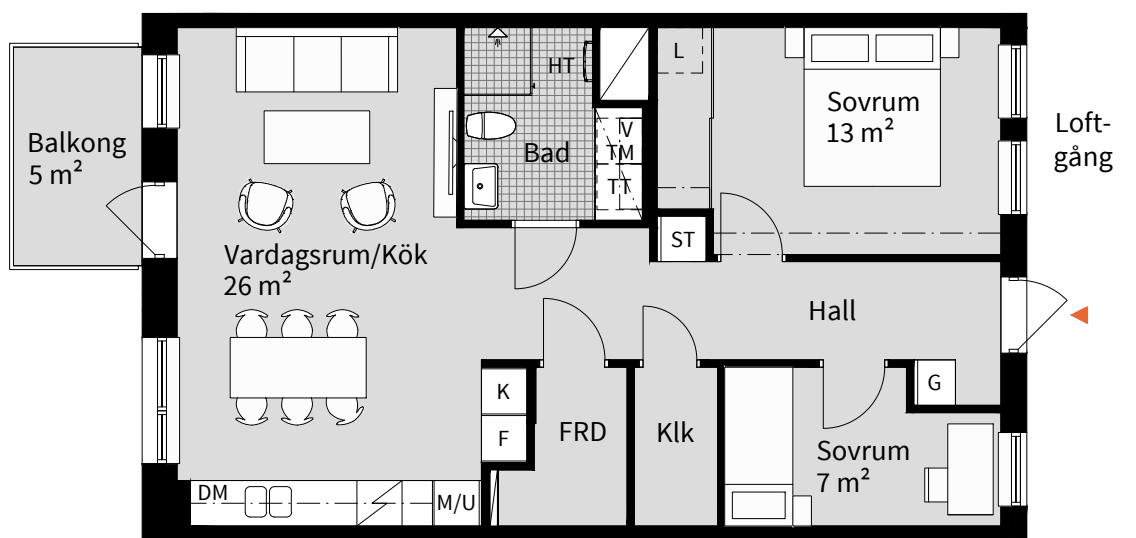 Balkong
5 m²
Vardagsrum/Kök
26 m²
HT
Bad
V
TM
TT
L
Sovrum
13 m²
Loft-
gång
ST
Hall
K
F
FRD
Klk
G
Sovrum
7 m²
DM
M/U